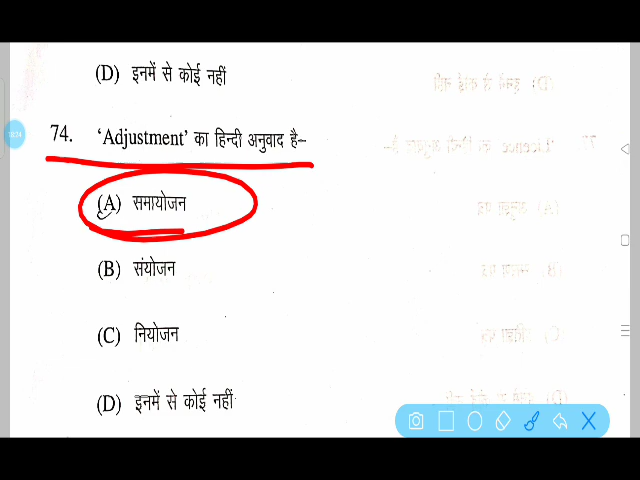 (D) इनमें से कोई नहीं
74. 'Adjustment' का हिन्दी अनुवाद है–
(A) समायोजन
(B) संयोजन
(C) नियोजन
(D) इनमें से कोई नहीं